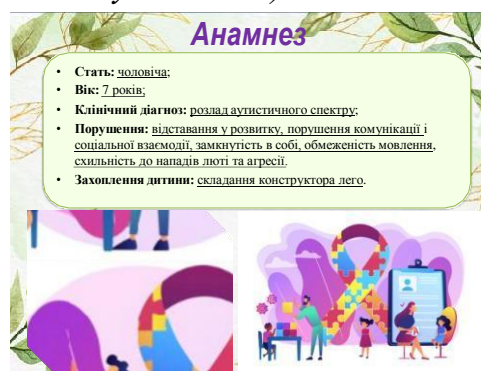 Анамнез
• Стать: чоловіча;
• Вік: 7 років;
• Клінічний діагноз: розлад аутистичного спектру;
• Порушення: відставання у розвитку, порушення комунікації і
соціальної взаємодії, замкнутість в собі, обмеженість мовлення,
схильність до нападів люті та агресії.
• Захоплення дитини: складання конструктора лего.